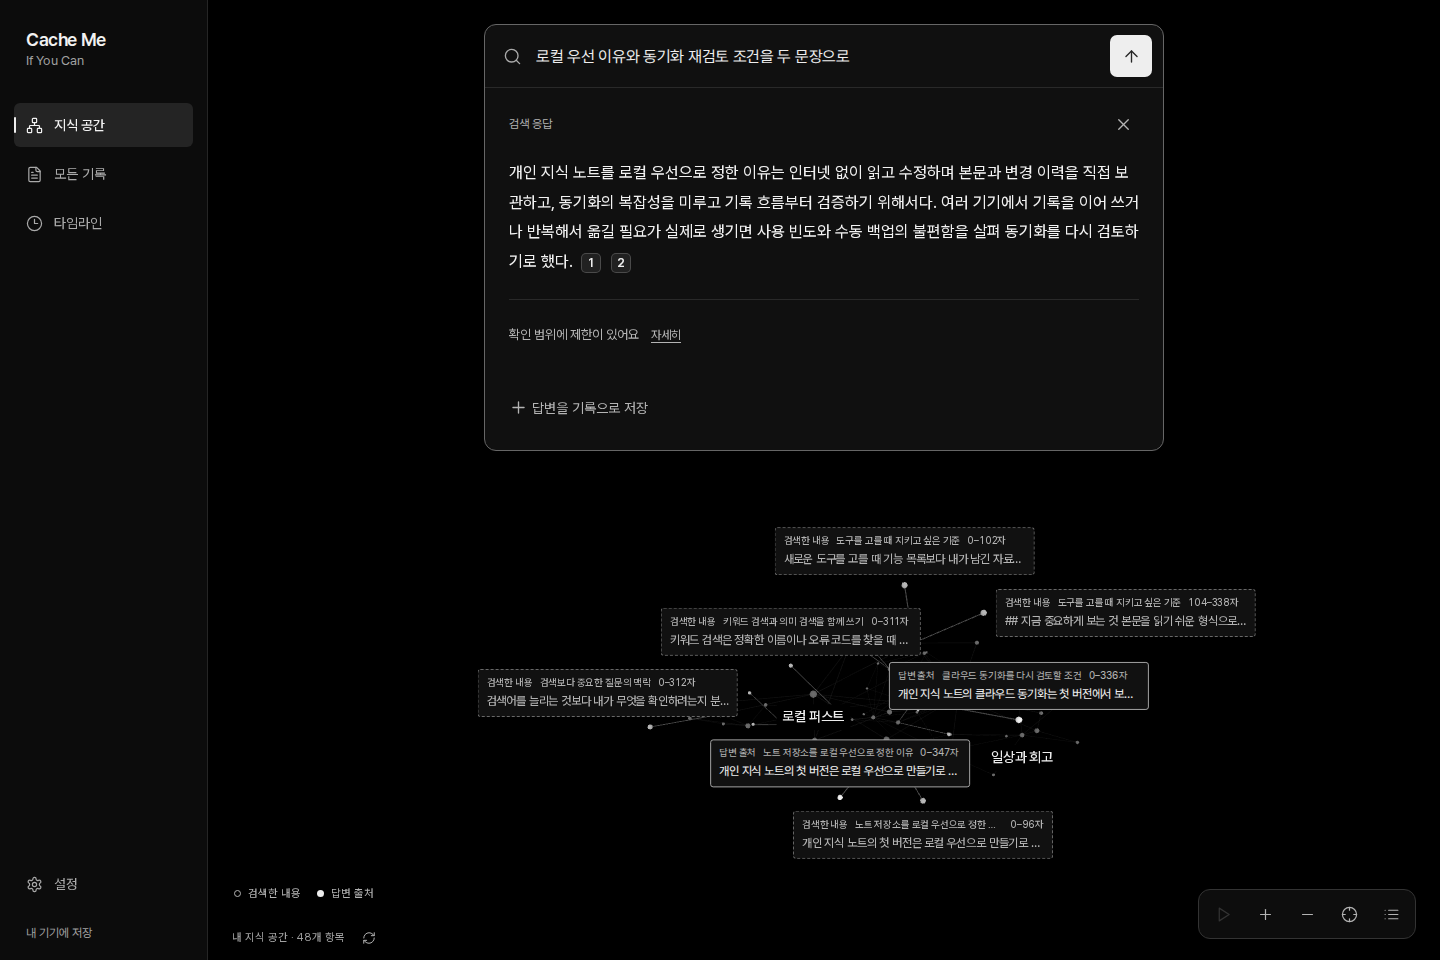 Cache Me
If You Can
지식 공간
모든 기록
타임라인
설정
내 기기에 저장
로컬 우선 이유와 동기화 재검토 조건을 두 문장으로
검색 응답
개인 지식 노트를 로컬 우선으로 정한 이유는 인터넷 없이 읽고 수정하며 본문과 변경 이력을 직접 보
관하고, 동기화의 복잡성을 미루고 기록 흐름부터 검증하기 위해서다. 여러 기기에서 기록을 이어 쓰거
나 반복해서 옮길 필요가 실제로 생기면 사용 빈도와 수동 백업의 불편함을 살펴 동기화를 다시 검토하
기로 했다. 1 2
확인 범위에 제한이 있어요 자세히
답변을 기록으로 저장
검색한 내용 도구를 고를 때 지키고 싶은 기준 0–102자
새로운 도구를 고를 때 기능 목록보다 내가 남긴 자료...
검색한 내용 도구를 고를 때 지키고 싶은 기준 104–338자
## 지금 중요하게 보는 것 본문을 읽기 쉬운 형식으로...
검색한 내용 키워드 검색과 의미 검색을 함께 쓰기 0–311자
키워드 검색은 정확한 이름이나 오류 코드를 찾을 때 ...
검색한 내용 검색보다 중요한 질문의 맥락 0–312자
검색어를 늘리는 것보다 내가 무엇을 확인하려는지 분...
답변 출처 클라우드 동기화를 다시 검토할 조건 0–336자
개인 지식 노트의 클라우드 동기화는 첫 버전에서 보...
로컬 퍼스트
답변 출처 노트 저장소를 로컬 우선으로 정한 이유 0–347자
개인 지식 노트의 첫 버전은 로컬 우선으로 만들기로 ...
일상과 회고
검색한 내용 노트 저장소를 로컬 우선으로 정한 ... 0–96자
개인 지식 노트의 첫 버전은 로컬 우선으로 만들기로 ...
검색한 내용 답변 출처
내 지식 공간 · 48개 항목